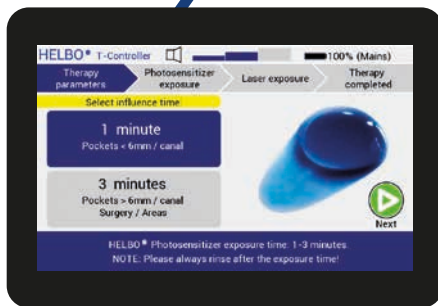 HELBO® T-Controller 100% (Mains)
Therapy parameters
Photosensitizer exposure
Laser exposure
Therapy completed
Select influence time
1 minute
Pockets < 6mm / canal
3 minutes
Pockets > 6mm / canal
Surgery / Areas
Next
HELBO® Photosensitizer exposure time: 1-3 minutes
NOTE: Please always rinse after the exposure time!